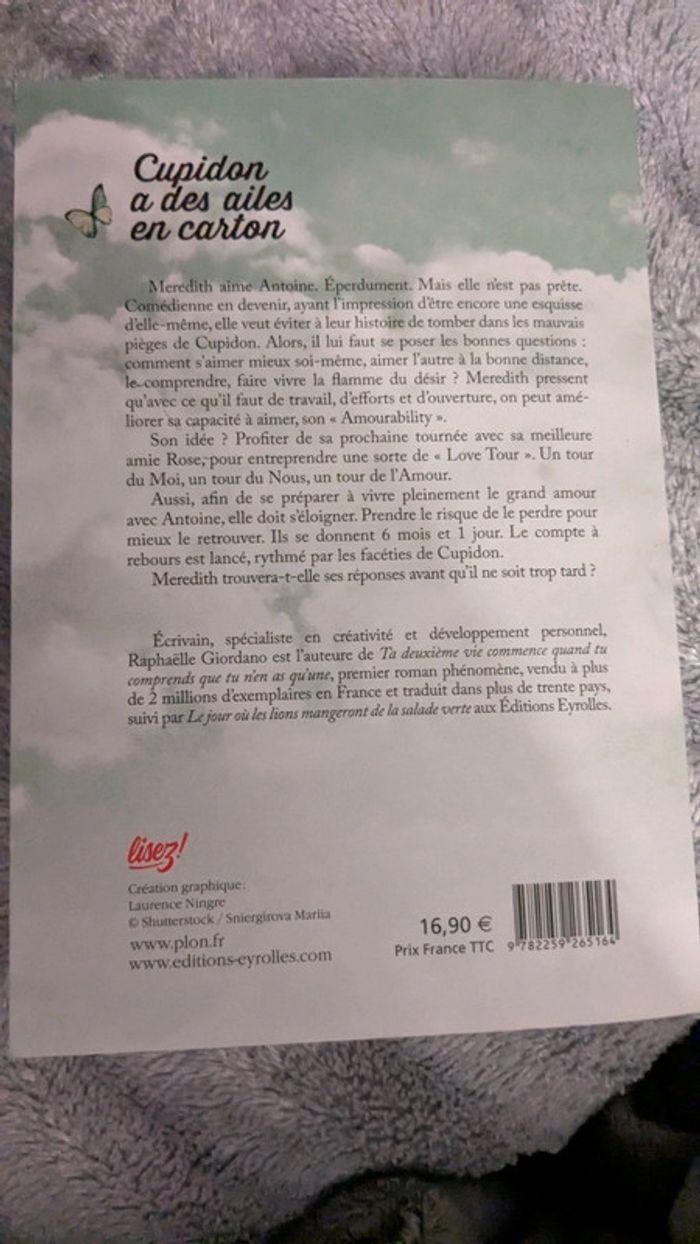 Cupidon
a des ailes
en carton
Meredith aime Antoine. Éperdument. Mais elle n'est pas prête.
Comédienne en devenir, ayant l'impression d'être encore une esquisse
d'elle-même, elle veut éviter à leur histoire de tomber dans les mauvais
pièges de Cupidon. Alors, il lui faut se poser les bonnes questions :
comment s'aimer mieux soi-même, aimer l'autre à la bonne distance,
le comprendre, faire vivre la flamme du désir ? Meredith pressent
qu'avec ce qu'il faut de travail, d'efforts et d'ouverture, on peut amé-
liorer sa capacité à aimer, son « Amourability ».
Son idée ? Profiter de sa prochaine tournée avec sa meilleure
amie Rose, pour entreprendre une sorte de « Love Tour ». Un tour
du Moi, un tour du Nous, un tour de l'Amour.
Aussi, afin de se préparer à vivre pleinement le grand amour
avec Antoine, elle doit s'éloigner. Prendre le risque de le perdre pour
mieux le retrouver. Ils se donnent 6 mois et 1 jour. Le compte à
rebours est lancé, rythmé par les facéties de Cupidon.
Meredith trouvera-t-elle ses réponses avant qu'il ne soit trop tard ?
Écrivain, spécialiste en créativité et développement personnel,
Raphaëlle Giordano est l'auteure de Ta deuxième vie commence quand tu
comprends que tu n'en as qu'une, premier roman phénomène, vendu à plus
de 2 millions d'exemplaires en France et traduit dans plus de trente pays,
suivi par Le jour où les lions mangeront de la salade verte aux Éditions Eyrolles.
lisez!
Création graphique :
Laurence Ningre
© Shutterstock / Sniergirova Mariia
www.plon.fr
www.editions-eyrolles.com
16,90 €
Prix France TTC
9 782259 265164